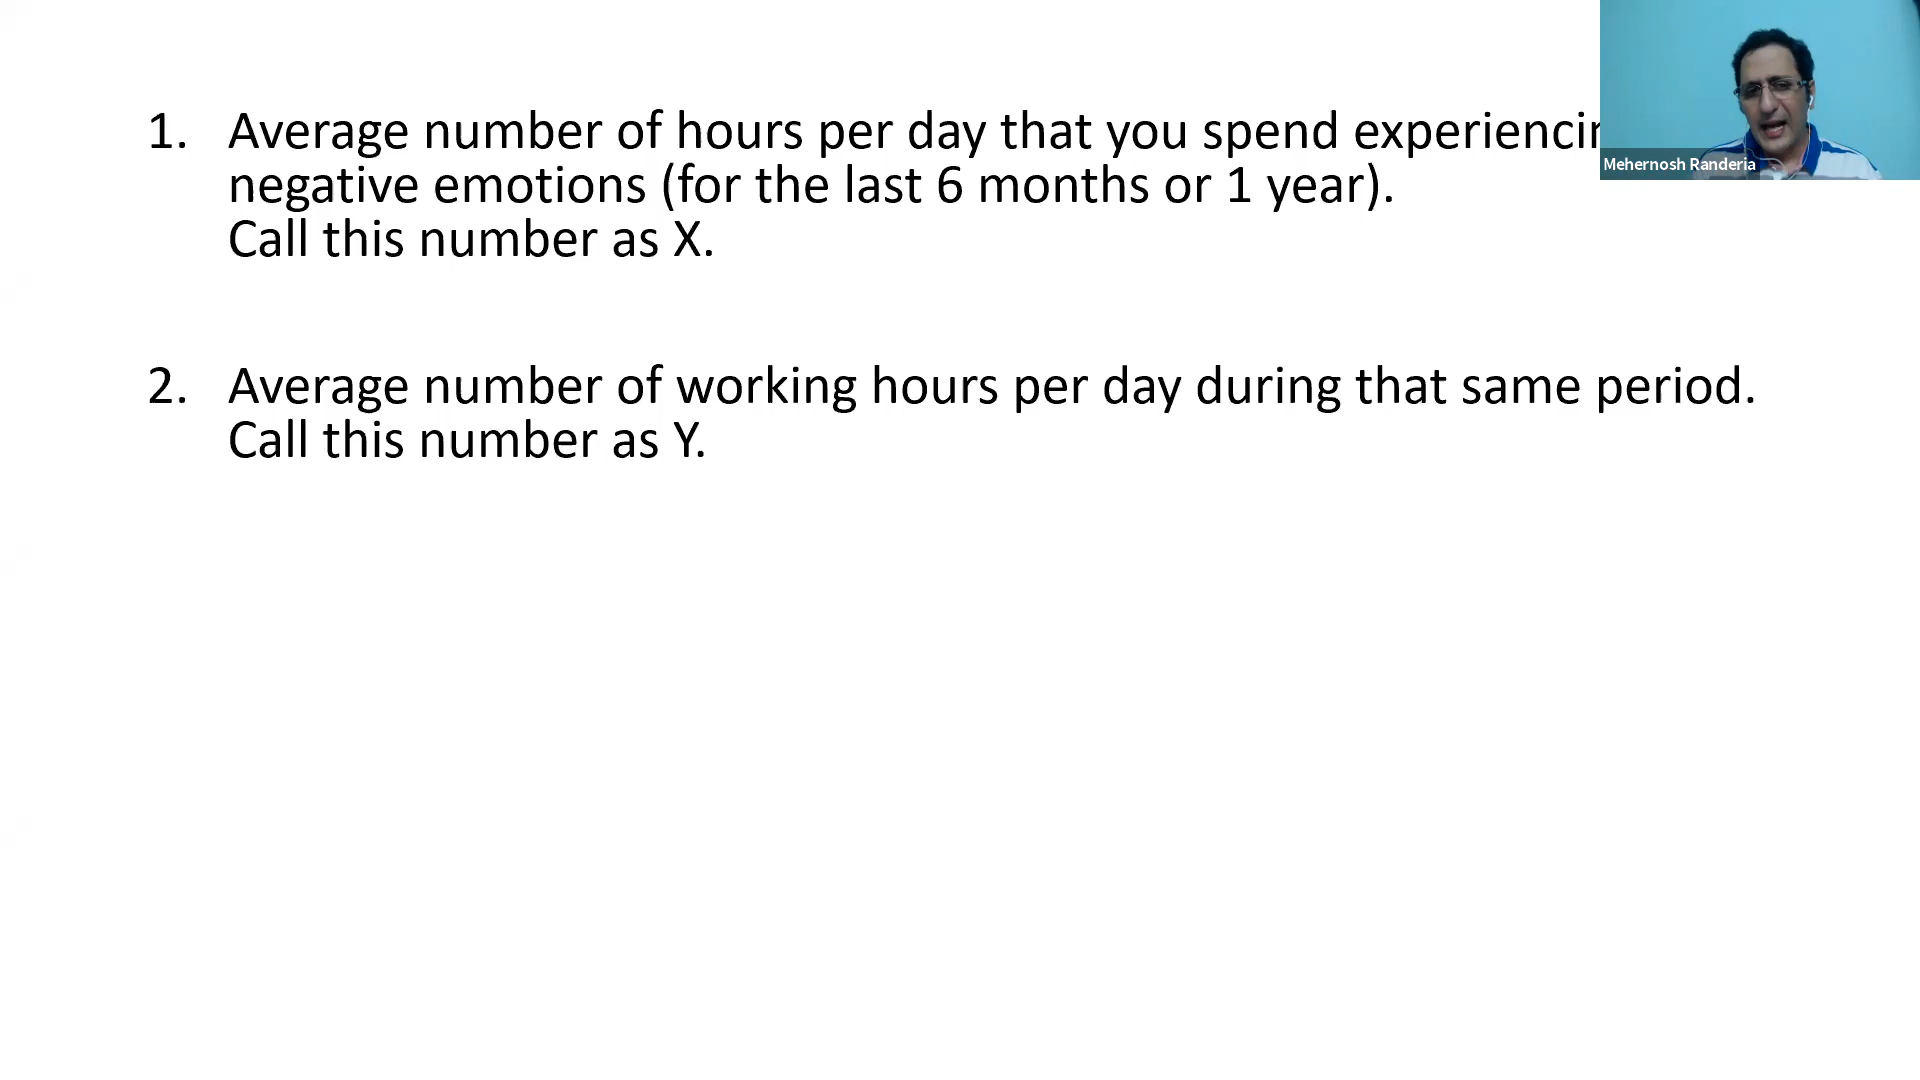 1. Average number of hours per day that you spend
negative emotions (for the last 6 months or 1 year).
Call this number as X.
2. Average number of working hours per day during that same period.
Call this number as Y.
Mehernosh Randeria